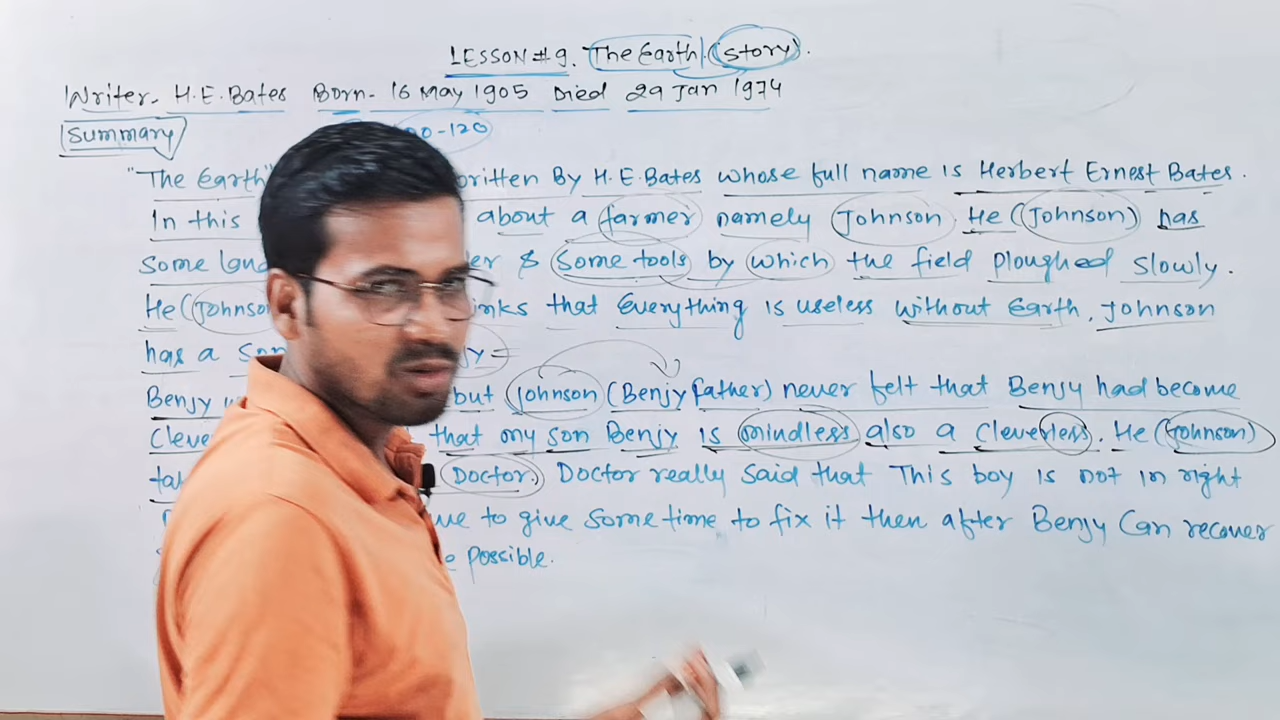 LESSON # 9. The Earth (story).
Writer- H.E.Bates Born- 16 May 1905 Died 29 Jan 1974
Summary 00-120
"The Earth" written By H.E.Bates whose full name is Herbert Ernest Bates.
In this about a farmer namely Johnson He (Johnson) has
some land & some tools by which the field ploughed slowly.
He (Johnson that Everything is useless without Earth, Johnson
has a son
Benjy but Johnson (Benjy father) never felt that Benjy had become
that my son Benjy is mindless also a cleverless. He (Johnson)
Doctor. Doctor really said that This boy is not in right
to give some time to fix it then after Benjy Can recover
possible.